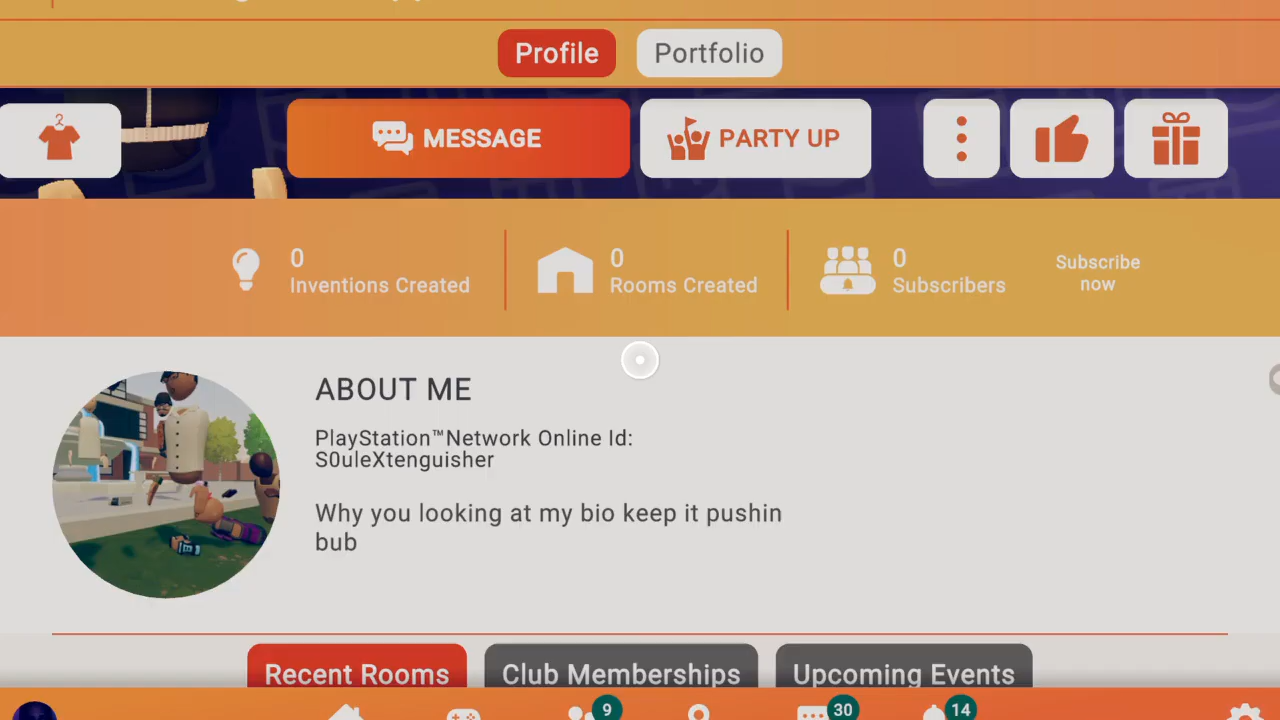 Profile
Portfolio
MESSAGE
PARTY UP
0
Inventions Created
0
Rooms Created
0
Subscribers
Subscribe
now
ABOUT ME
PlayStation™Network Online Id:
S0uleXtenguisher
Why you looking at my bio keep it pushin
bub
Recent Rooms
Club Memberships
Upcoming Events
9
30
14